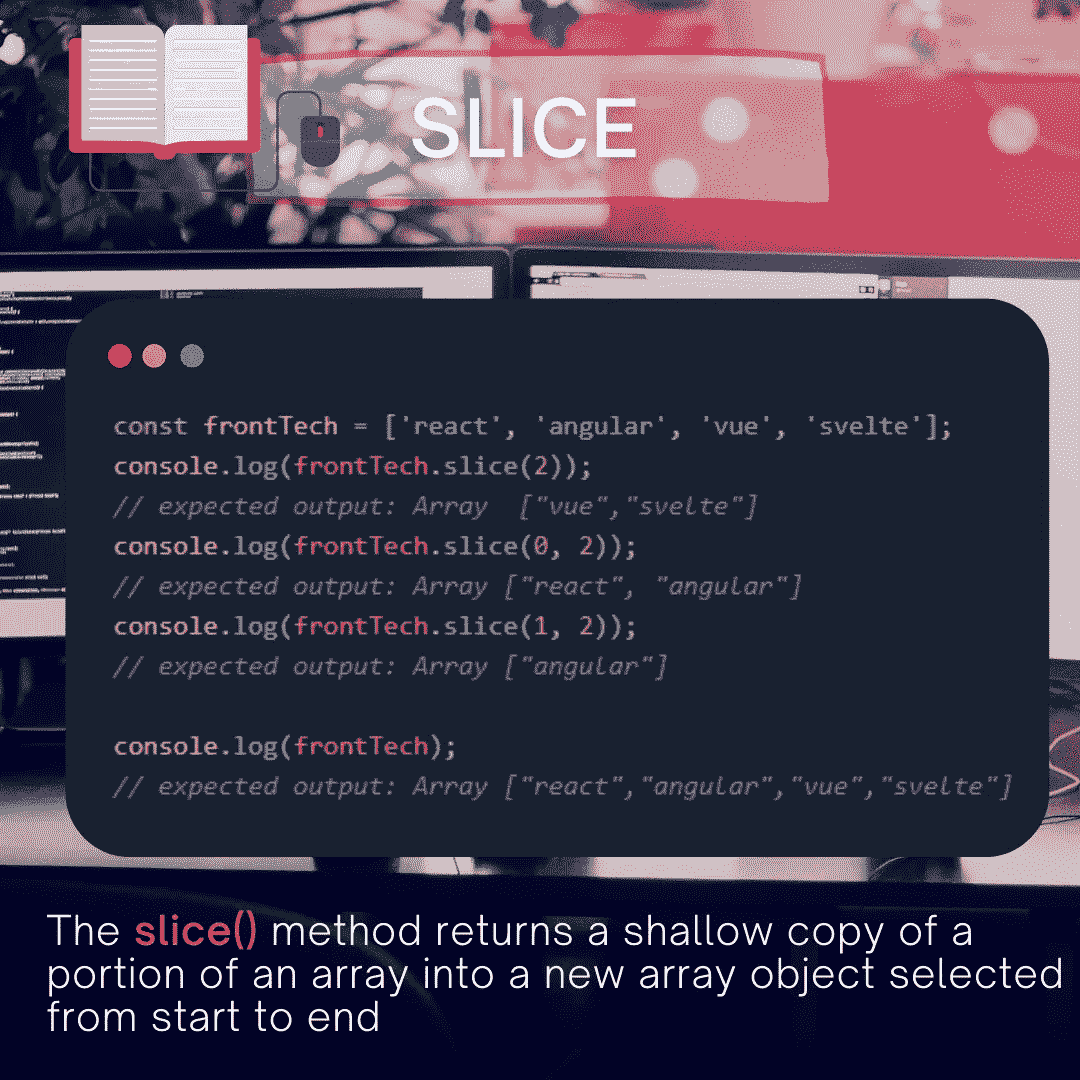 SLICE
const frontTech = ['react', 'angular', 'vue', 'svelte'];
console.log(frontTech.slice(2));
// expected output: Array  ["vue","svelte"]
console.log(frontTech.slice(0, 2));
// expected output: Array ["react", "angular"]
console.log(frontTech.slice(1, 2));
// expected output: Array ["angular"]
console.log(frontTech);
// expected output: Array ["react","angular","vue","svelte"]
The slice() method returns a shallow copy of a
portion of an array into a new array object selected
from start to end